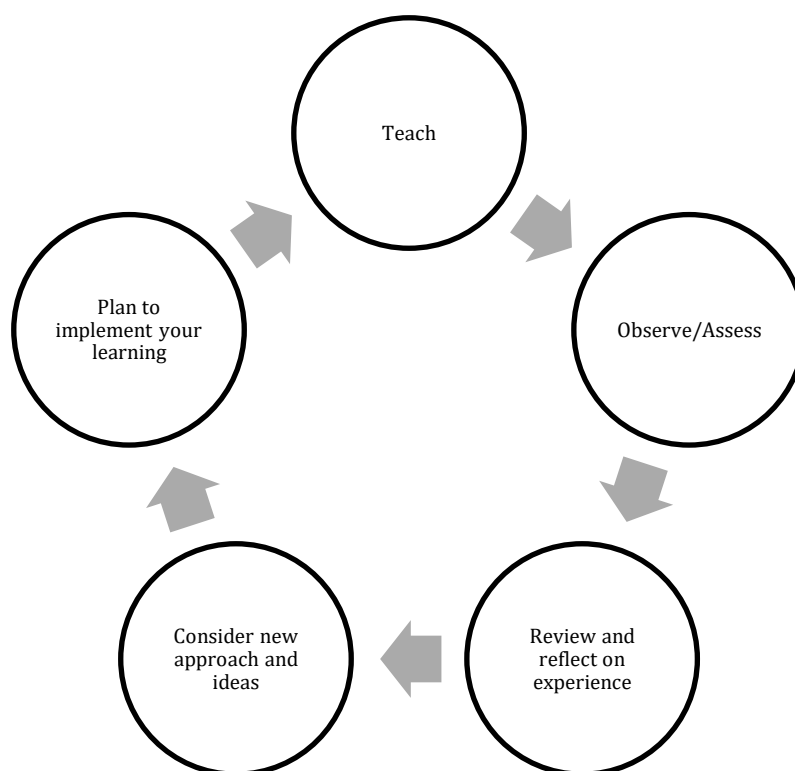 Teach
Observe/Assess
Review and
reflect on
experience
Consider new
approach and
ideas
Plan to
implement your
learning